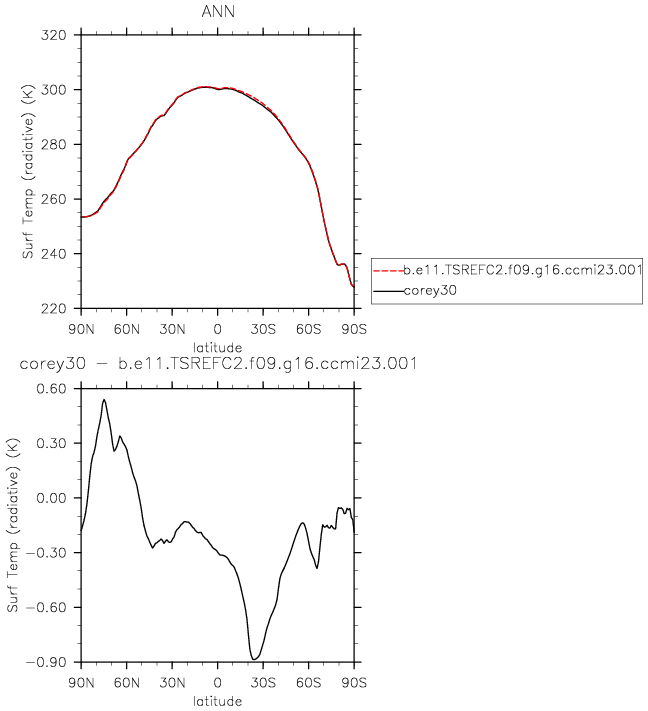 ANN
Surf Temp (radiative) (K)
320
300
280
260
240
220
90N 60N 30N 0 30S 60S 90S
latitude
b.e11.TSREFC2.f09.g16.ccmi23.001
corey30
corey30 − b.e11.TSREFC2.f09.g16.ccmi23.001
Surf Temp (radiative) (K)
0.60
0.30
0.00
−0.30
−0.60
−0.90
90N 60N 30N 0 30S 60S 90S
latitude